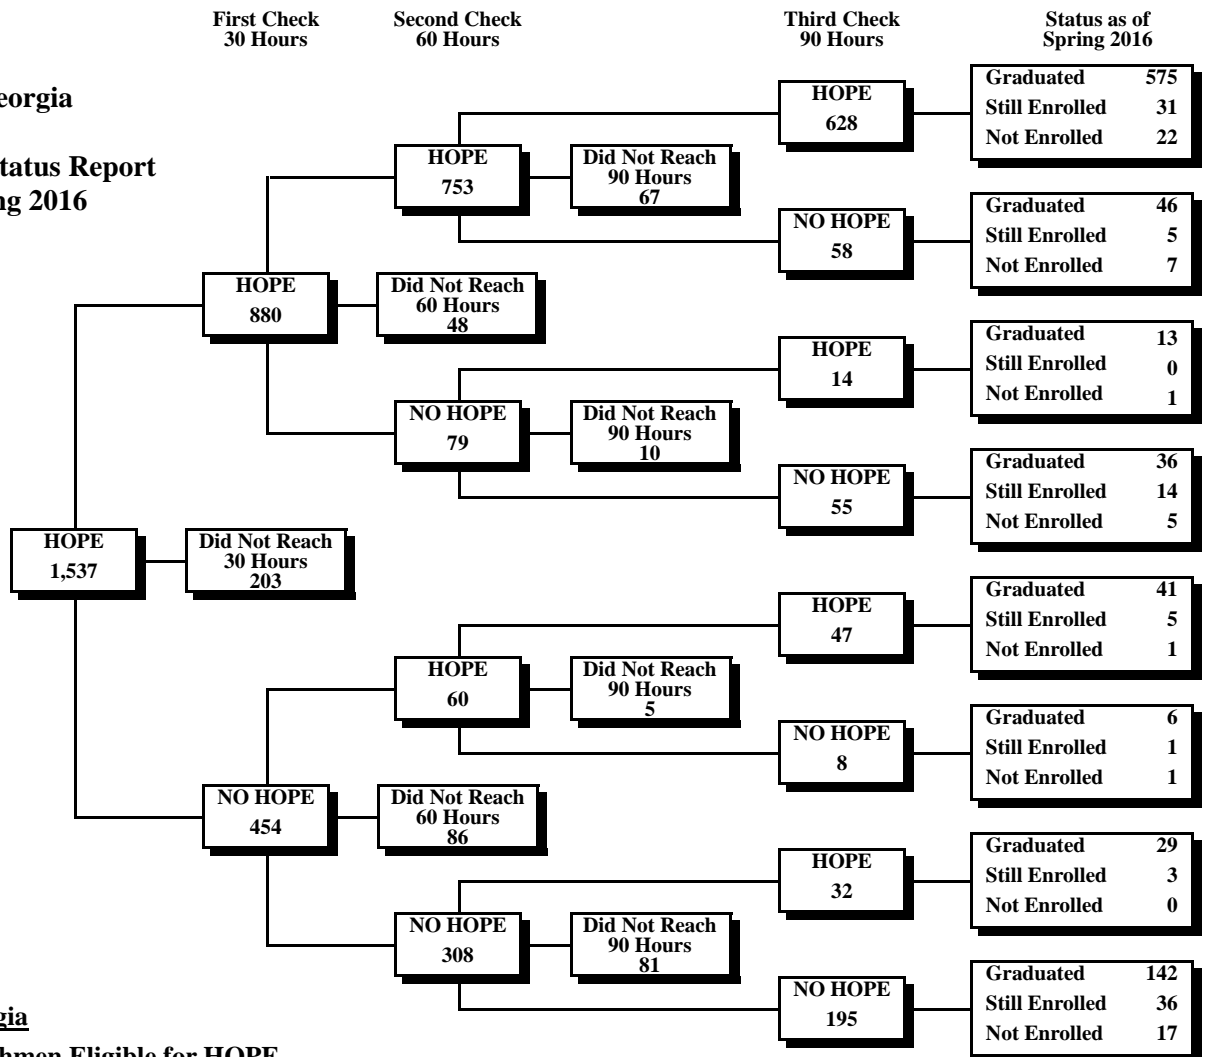 First Check
30 Hours
Second Check
60 Hours
Third Check
90 Hours
Status as of
Spring 2016
eorgia
tatus Report
ng 2016
HOPE
1,537
Did Not Reach
30 Hours
203
HOPE
880
Did Not Reach
60 Hours
48
NO HOPE
454
Did Not Reach
60 Hours
86
HOPE
753
Did Not Reach
90 Hours
67
NO HOPE
79
Did Not Reach
90 Hours
10
HOPE
60
Did Not Reach
90 Hours
5
NO HOPE
308
Did Not Reach
90 Hours
81
HOPE
628
Graduated 575
Still Enrolled 31
Not Enrolled 22
NO HOPE
58
Graduated 46
Still Enrolled 5
Not Enrolled 7
HOPE
14
Graduated 13
Still Enrolled 0
Not Enrolled 1
NO HOPE
55
Graduated 36
Still Enrolled 14
Not Enrolled 5
HOPE
47
Graduated 41
Still Enrolled 5
Not Enrolled 1
NO HOPE
8
Graduated 6
Still Enrolled 1
Not Enrolled 1
HOPE
32
Graduated 29
Still Enrolled 3
Not Enrolled 0
NO HOPE
195
Graduated 142
Still Enrolled 36
Not Enrolled 17
gia
hmen Eligible for HOPE